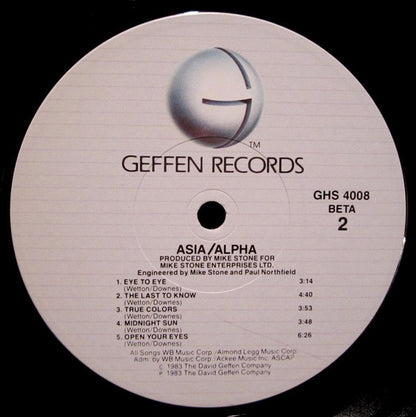 TM
GEFFEN RECORDS
GHS 4008
BETA
2
ASIA/ALPHA
PRODUCED BY MIKE STONE FOR
MIKE STONE ENTERPRISES LTD.
Engineered by Mike Stone and Paul Northfield
1. EYE TO EYE 3:14
(Wetton/Downes)
2. THE LAST TO KNOW 4:40
(Wetton/Downes)
3. TRUE COLORS 3:53
(Wetton/Downes)
4. MIDNIGHT SUN 3:48
(Wetton/Downes)
5. OPEN YOUR EYES 6:26
(Wetton/Downes)
All Songs WB Music Corp./Almond Legg Music Corp.
Adm. by WB Music Corp./Ackee Music Inc. ASCAP
© 1983 The David Geffen Company
℗ 1983 The David Geffen Company